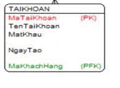 TAIKHOAN
MaTaiKhoan (PK)
TenTaiKhoan
MatKhau
NgayTao
MaKhachHang (PFK)